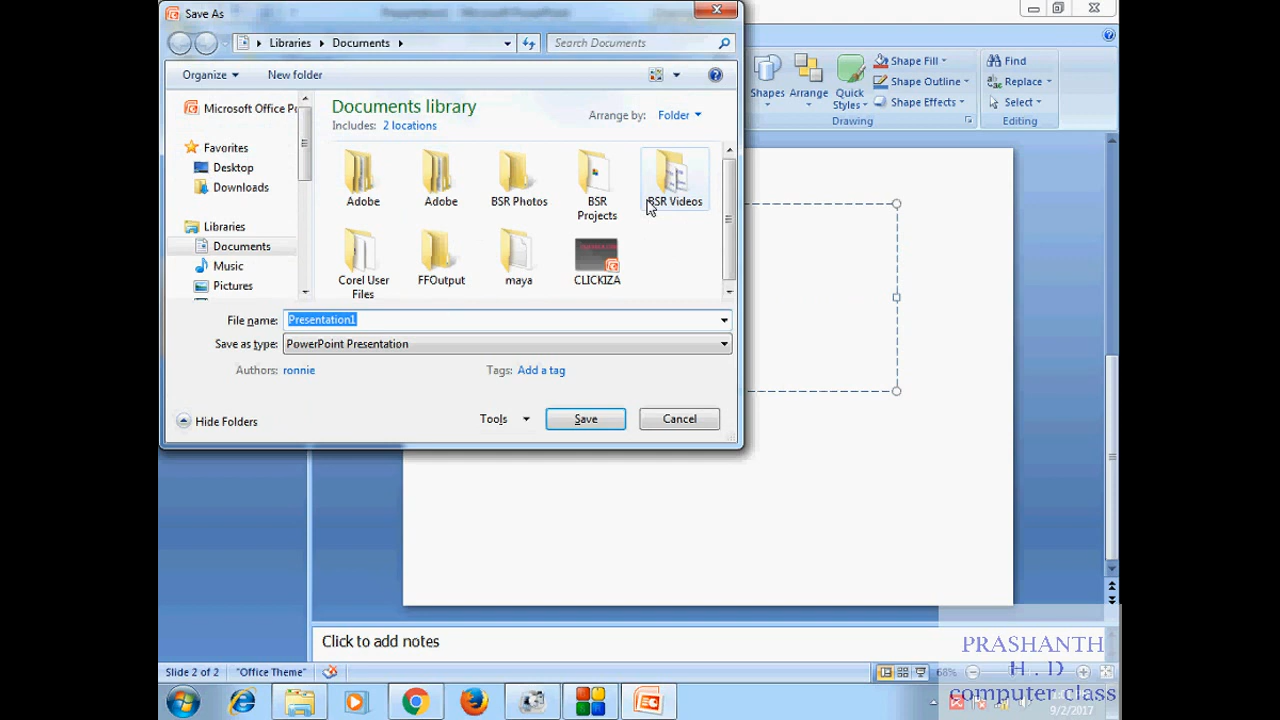 Save As
Libraries Documents
Search Documents
Organize New folder
Microsoft Office P
Favorites
Desktop
Downloads
Libraries
Documents
Music
Pictures
Documents library
Includes: 2 locations
Arrange by: Folder
Adobe
Adobe
BSR Photos
BSR Projects
BSR Videos
Corel User Files
FFOutput
maya
CLICKIZA
File name: Presentation1
Save as type: PowerPoint Presentation
Authors: ronnie
Tags: Add a tag
Hide Folders
Tools
Save
Cancel
Shapes
Arrange
Quick Styles
Shape Fill
Shape Outline
Shape Effects
Drawing
Find
Replace
Select
Editing
Click to add notes
Slide 2 of 2
"Office Theme"
68%
PRASHANTH
H . D
computer class
9/2/2017